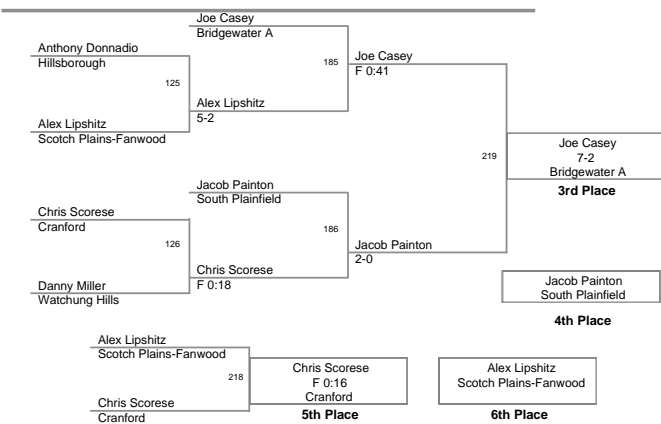 Joe Casey
Bridgewater A
Anthony Donnadio
Hillsborough
185
Joe Casey
F 0:41
125
Alex Lipshitz
5-2
Alex Lipshitz
Scotch Plains-Fanwood
219
Joe Casey
7-2
Bridgewater A
3rd Place
Jacob Painton
South Plainfield
Chris Scorese
Cranford
186
126
Jacob Painton
2-0
Chris Scorese
F 0:18
Danny Miller
Watchung Hills
Jacob Painton
South Plainfield
4th Place
Alex Lipshitz
Scotch Plains-Fanwood
218
Chris Scorese
F 0:16
Cranford
5th Place
Chris Scorese
Cranford
Alex Lipshitz
Scotch Plains-Fanwood
6th Place